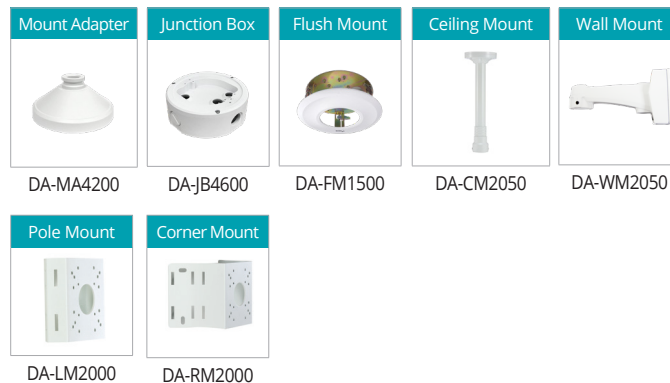 Mount Adapter
Junction Box
Flush Mount
Ceiling Mount
Wall Mount
DA-MA4200
DA-JB4600
DA-FM1500
DA-CM2050
DA-WM2050
Pole Mount
Corner Mount
DA-LM2000
DA-RM2000